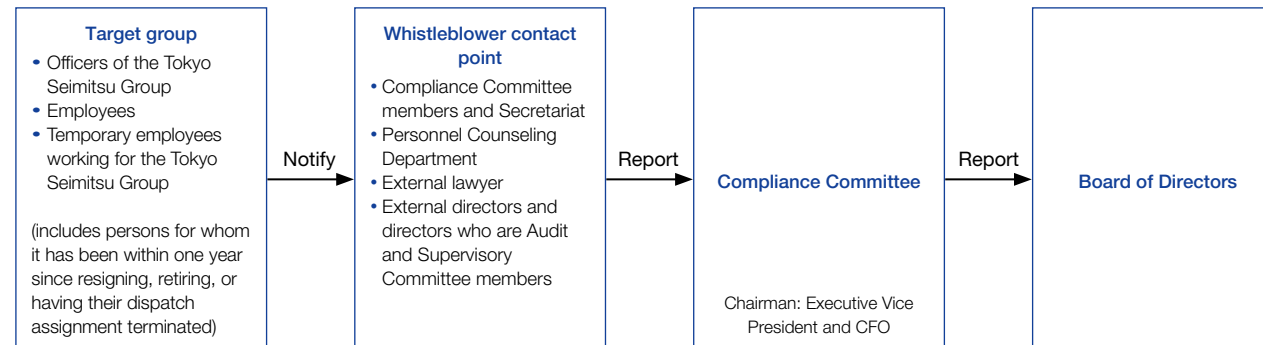 Target group
• Officers of the Tokyo
Seimitsu Group
• Employees
• Temporary employees
working for the Tokyo
Seimitsu Group
(includes persons for whom
it has been within one year
since resigning, retiring, or
having their dispatch
assignment terminated)
Notify
Whistleblower contact
point
• Compliance Committee
members and Secretariat
• Personnel Counseling
Department
• External lawyer
• External directors and
directors who are Audit
and Supervisory
Committee members
Report
Compliance Committee
Chairman: Executive Vice
President and CFO
Report
Board of Directors